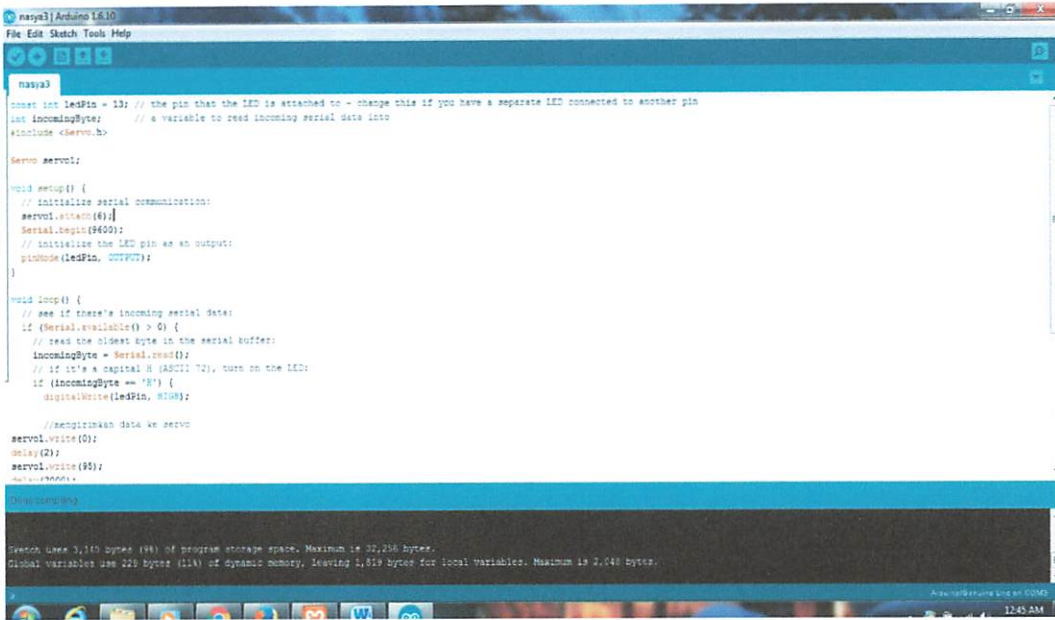 nasya3 | Arduino 1.6.10
File Edit Sketch Tools Help
nasya3
const int ledPin = 13; // the pin that the LED is attached to - change this if you have a separate LED connected to another pin
int incomingByte; // a variable to read incoming serial data into
#include <Servo.h>
Servo servo1;
void setup() {
// initialize serial communication:
servo1.attach(6);
Serial.begin(9600);
// initialize the LED pin as an output:
pinMode(ledPin, OUTPUT);
}
void loop() {
// see if there's incoming serial data:
if (Serial.available() > 0) {
// read the oldest byte in the serial buffer:
incomingByte = Serial.read();
// if it's a capital H (ASCII 72), turn on the LED:
if (incomingByte == 'H') {
digitalWrite(ledPin, HIGH);
//mengirimkan data ke servo
servo1.write(0);
delay(2);
servo1.write(95);
delay(2000);
Done compiling
Sketch uses 3,140 bytes (9%) of program storage space. Maximum is 32,256 bytes.
Global variables use 229 bytes (11%) of dynamic memory, leaving 1,819 bytes for local variables. Maximum is 2,048 bytes.
Arduino/Genuino Uno on COM5
12:45 AM